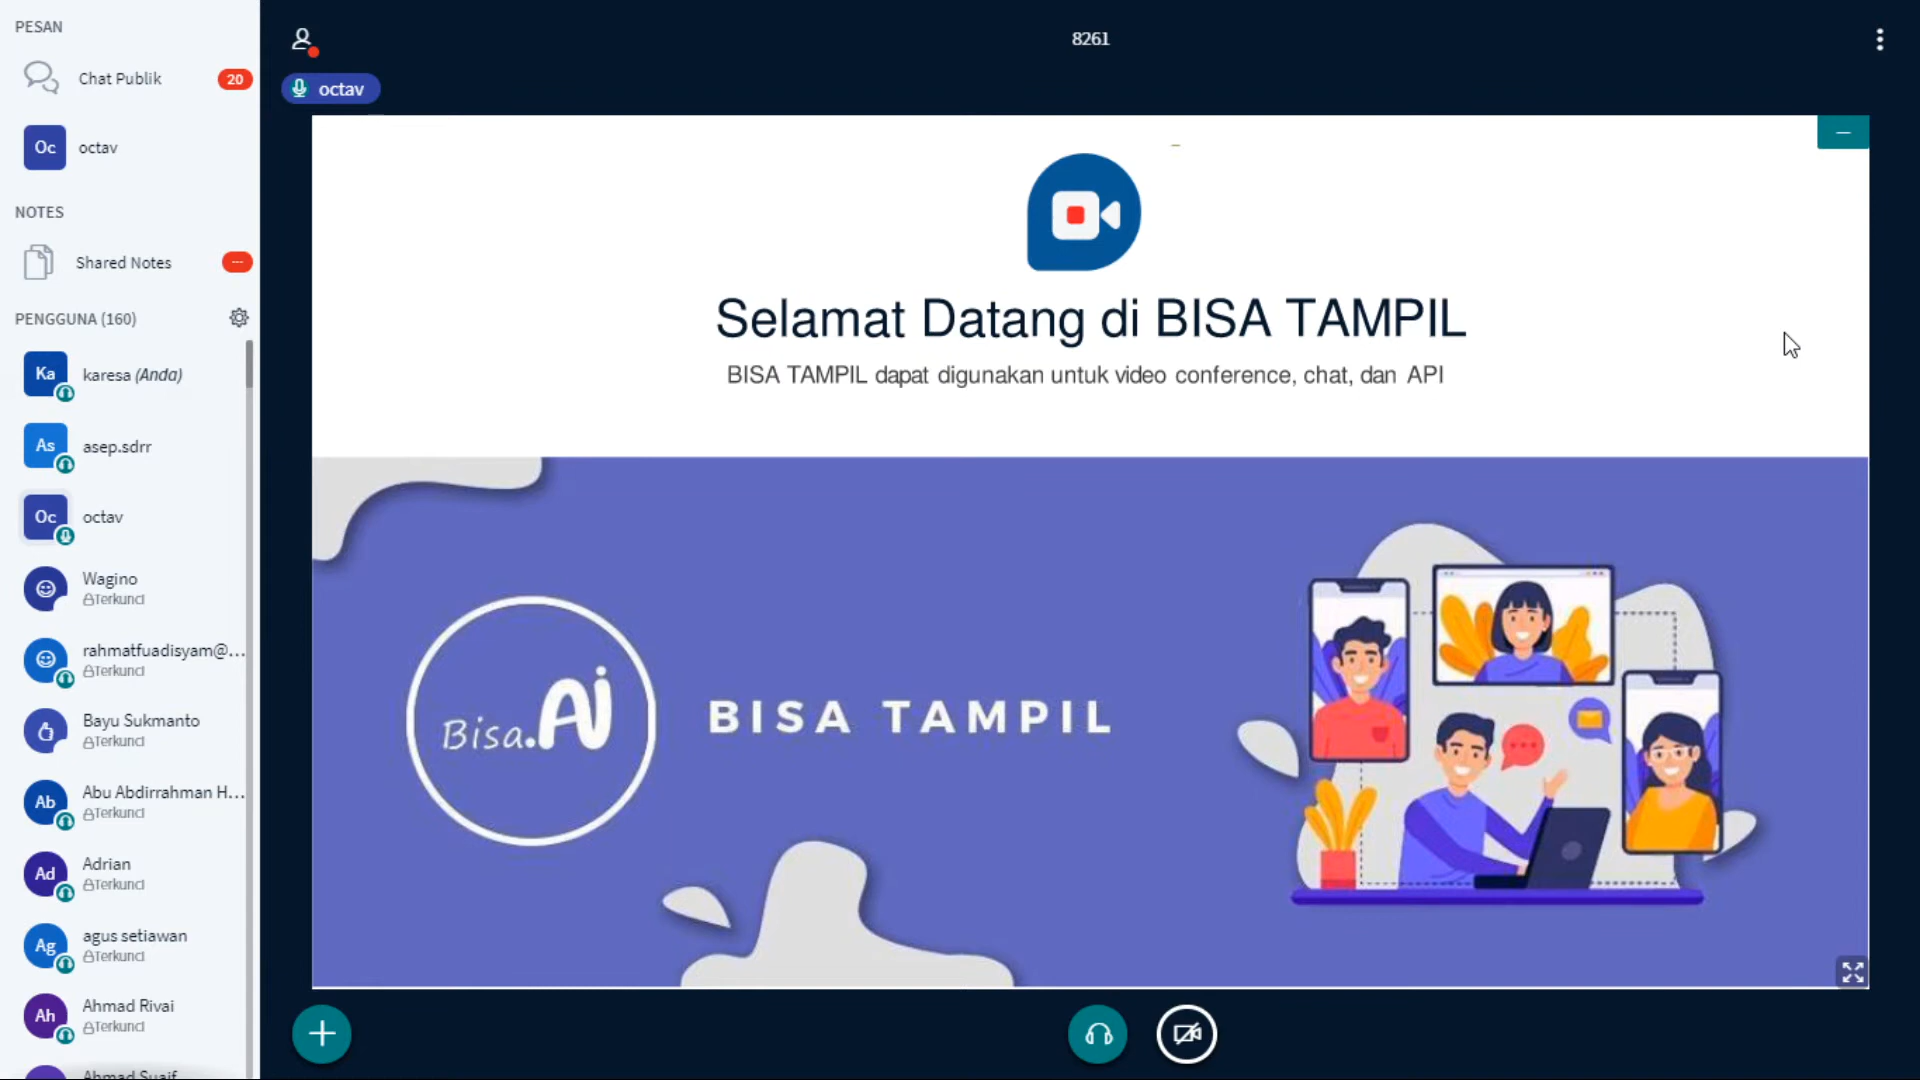 PESAN
Chat Publik
20
Oc
octav
NOTES
Shared Notes
PENGGUNA (160)
Ka
karesa (Anda)
As
asep.sdrr
Oc
octav
Wagino
Terkunci
rahmatfuadisyam@...
Terkunci
Bayu Sukmanto
Terkunci
Ab
Abu Abdirrahman H...
Terkunci
Ad
Adrian
Terkunci
Ag
agus setiawan
Terkunci
Ah
Ahmad Rivai
Terkunci
8261
octav
Selamat Datang di BISA TAMPIL
BISA TAMPIL dapat digunakan untuk video conference, chat, dan API
Bisa.Ai
BISA TAMPIL